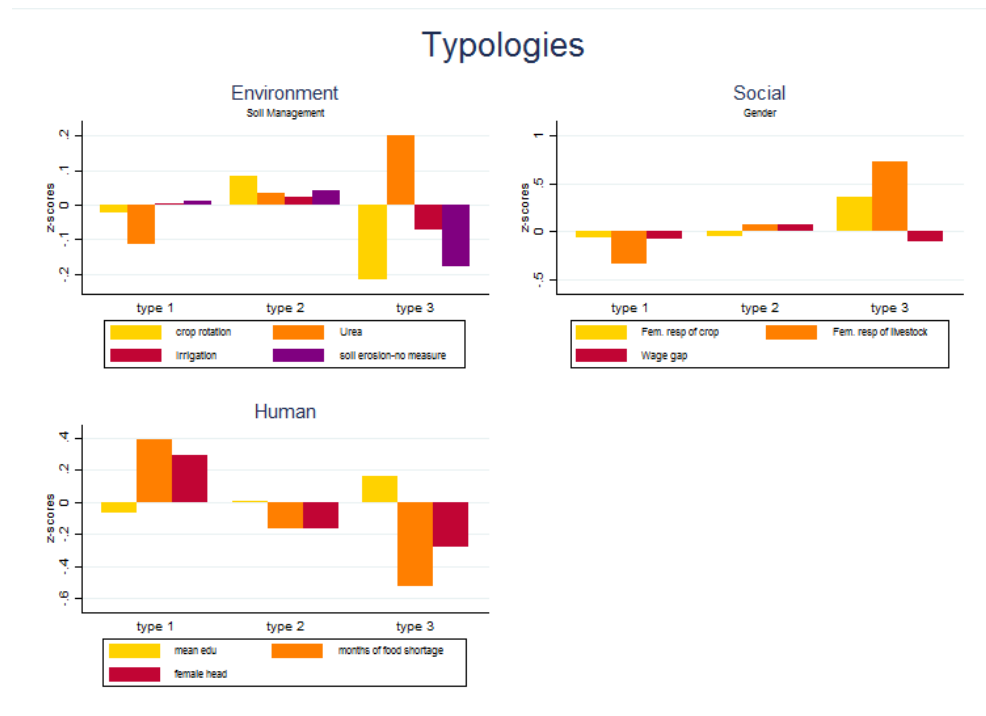 Typologies
Environment
Soil Management
z-scores
.2
.1
0
-.1
-.2
type 1 type 2 type 3
crop rotation Urea
Irrigation soil erosion-no measure
Social
Gender
z-scores
1
.5
0
-.5
type 1 type 2 type 3
Fem. resp of crop Fem. resp of livestock
Wage gap
Human
z-scores
.4
.2
0
-.2
-.4
-.6
type 1 type 2 type 3
mean edu months of food shortage
female head